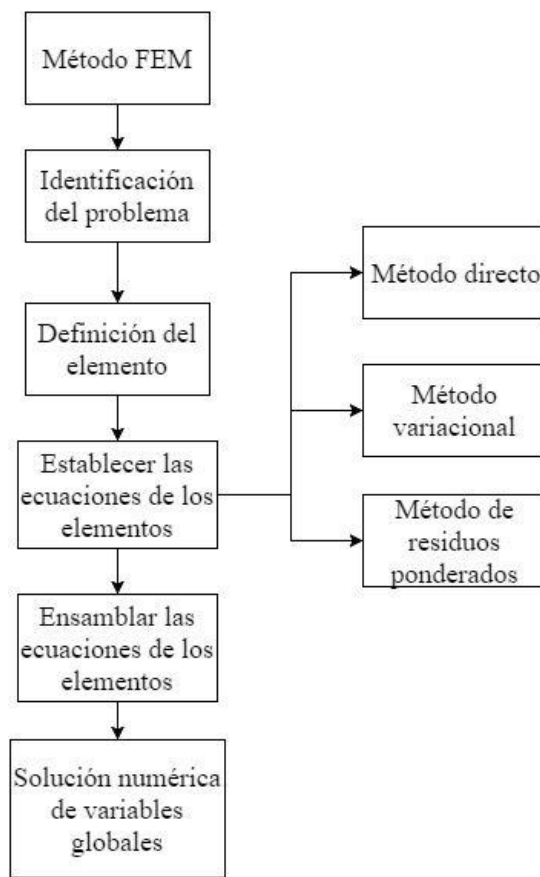 Método FEM
Identificación
del problema
Definición del
elemento
Establecer las
ecuaciones de los
elementos
Ensamblar las
ecuaciones de los
elementos
Solución numérica
de variables
globales
Método directo
Método
variacional
Método de
residuos
ponderados